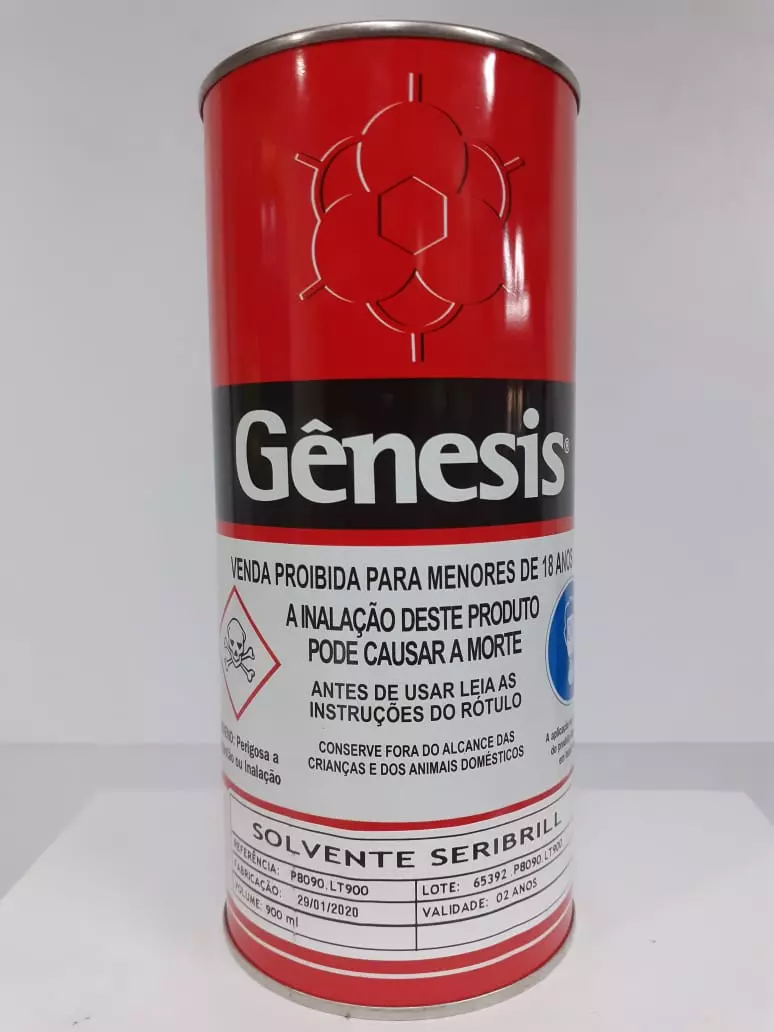 Gênesis®
VENDA PROIBIDA PARA MENORES DE 18 ANOS
A INALAÇÃO DESTE PRODUTO
PODE CAUSAR A MORTE
ANTES DE USAR LEIA AS
INSTRUÇÕES DO RÓTULO
CONSERVE FORA DO ALCANCE DAS
CRIANÇAS E DOS ANIMAIS DOMÉSTICOS
Perigosa a
ou Inalação
A aplicação
SOLVENTE SERIBRILL
REFERÊNCIA: P8090.LT900
FABRICAÇÃO: 29/01/2020
VOLUME: 900 ml
LOTE: 65392.P8090.LT900
VALIDADE: 02 ANOS